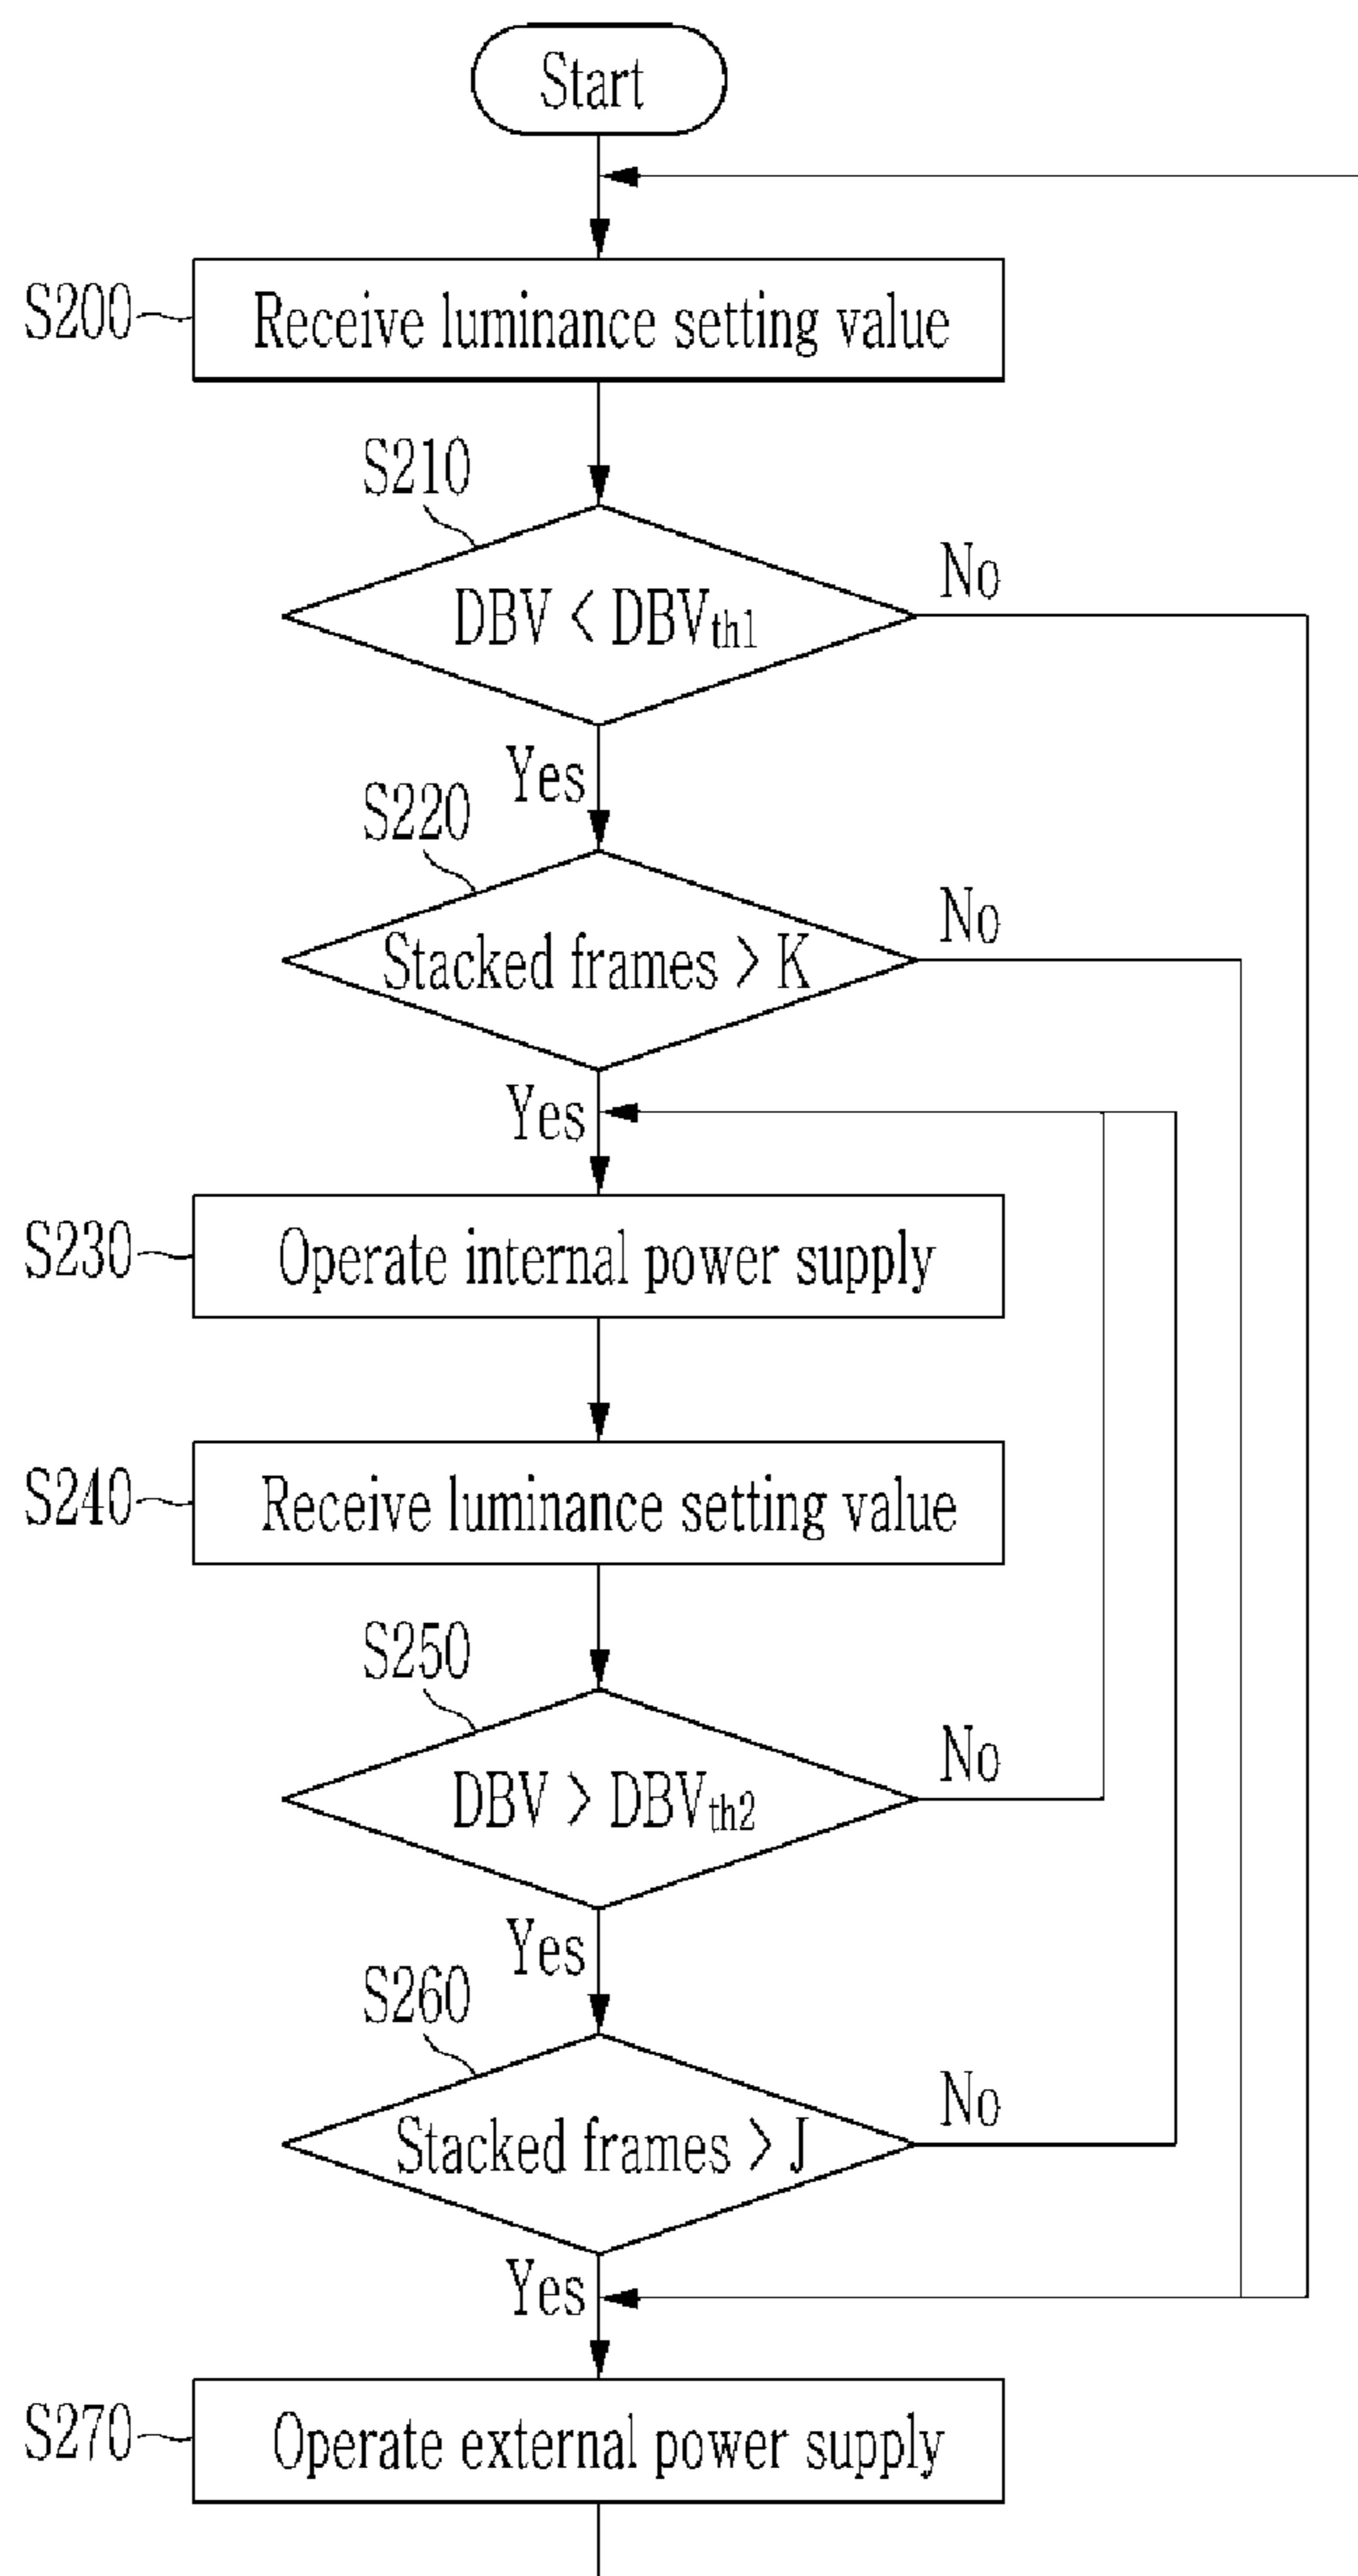 Start
S200
Receive luminance setting value
S210
DBV < DBVth1
No
Yes
S220
Stacked frames > K
No
Yes
S230
Operate internal power supply
S240
Receive luminance setting value
S250
DBV > DBVth2
No
Yes
S260
Stacked frames > J
No
Yes
S270
Operate external power supply